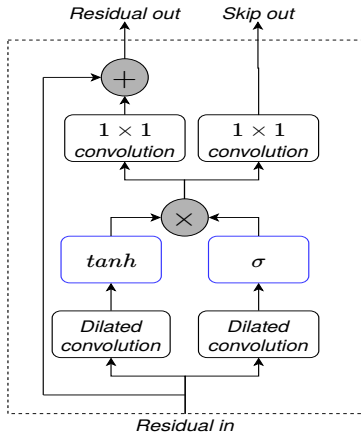 Residual out
Skip out
+
1 × 1
convolution
1 × 1
convolution
×
tanh
σ
Dilated
convolution
Dilated
convolution
Residual in